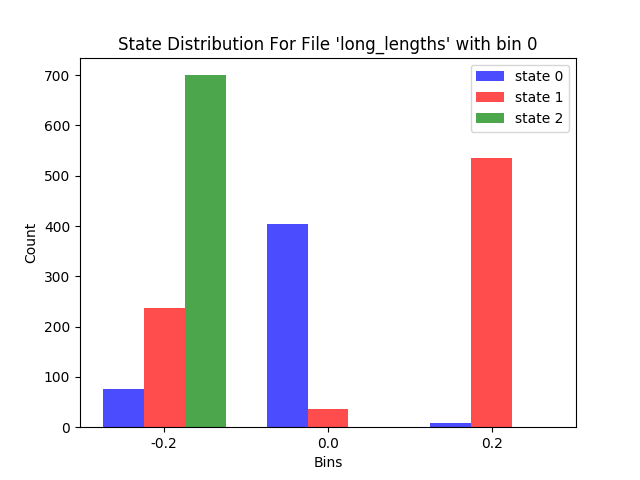 State Distribution For File 'long_lengths' with bin 0
state 0
state 1
state 2
700
600
500
400
300
200
100
0
Count
-0.2
0.0
0.2
Bins